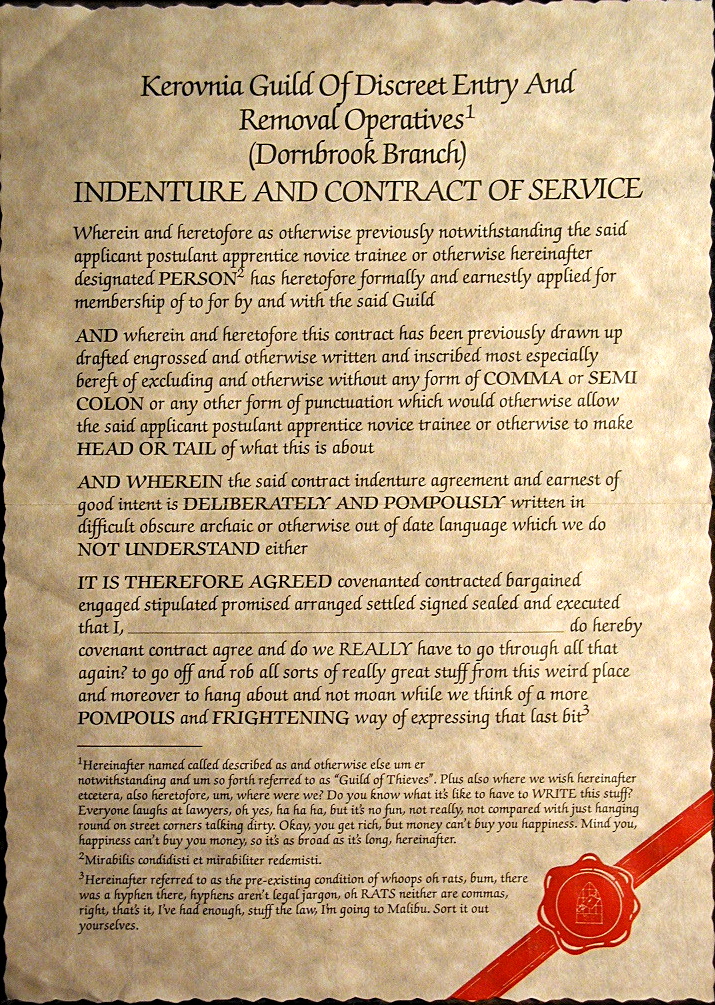 Kerovnia Guild Of Discreet Entry And
Removal Operatives¹
(Dornbrook Branch)
INDENTURE AND CONTRACT OF SERVICE
Wherein and heretofore as otherwise previously notwithstanding the said
applicant postulant apprentice novice trainee or otherwise hereinafter
designated PERSON² has heretofore formally and earnestly applied for
membership of to for by and with the said Guild
AND wherein and heretofore this contract has been previously drawn up
drafted engrossed and otherwise written and inscribed most especially
bereft of excluding and otherwise without any form of COMMA or SEMI
COLON or any other form of punctuation which would otherwise allow
the said applicant postulant apprentice novice trainee or otherwise to make
HEAD OR TAIL of what this is about
AND WHEREIN the said contract indenture agreement and earnest of
good intent is DELIBERATELY AND POMPOUSLY written in
difficult obscure archaic or otherwise out of date language which we do
NOT UNDERSTAND either
IT IS THEREFORE AGREED covenanted contracted bargained
engaged stipulated promised arranged settled signed sealed and executed
that I, ____________ do hereby
covenant contract agree and do we REALLY have to go through all that
again? to go off and rob all sorts of really great stuff from this weird place
and moreover to hang about and not moan while we think of a more
POMPOUS and FRIGHTENING way of expressing that last bit³
¹Hereinafter named called described as and otherwise else um er
notwithstanding and um so forth referred to as “Guild of Thieves”. Plus also where we wish hereinafter
etcetera, also heretofore, um, where were we? Do you know what it's like to have to WRITE this stuff?
Everyone laughs at lawyers, oh yes, ha ha ha, but it's no fun, not really, not compared with just hanging
round on street corners talking dirty. Okay, you get rich, but money can't buy you happiness. Mind you,
happiness can't buy you money, so it's as broad as it's long, hereinafter.
²Mirabilis condidisti et mirabiliter redemisti.
³Hereinafter referred to as the pre-existing condition of whoops oh rats, bum, there
was a hyphen there, hyphens aren't legal jargon, oh RATS neither are commas,
right, that's it, I've had enough, stuff the law, I'm going to Malibu. Sort it out
yourselves.